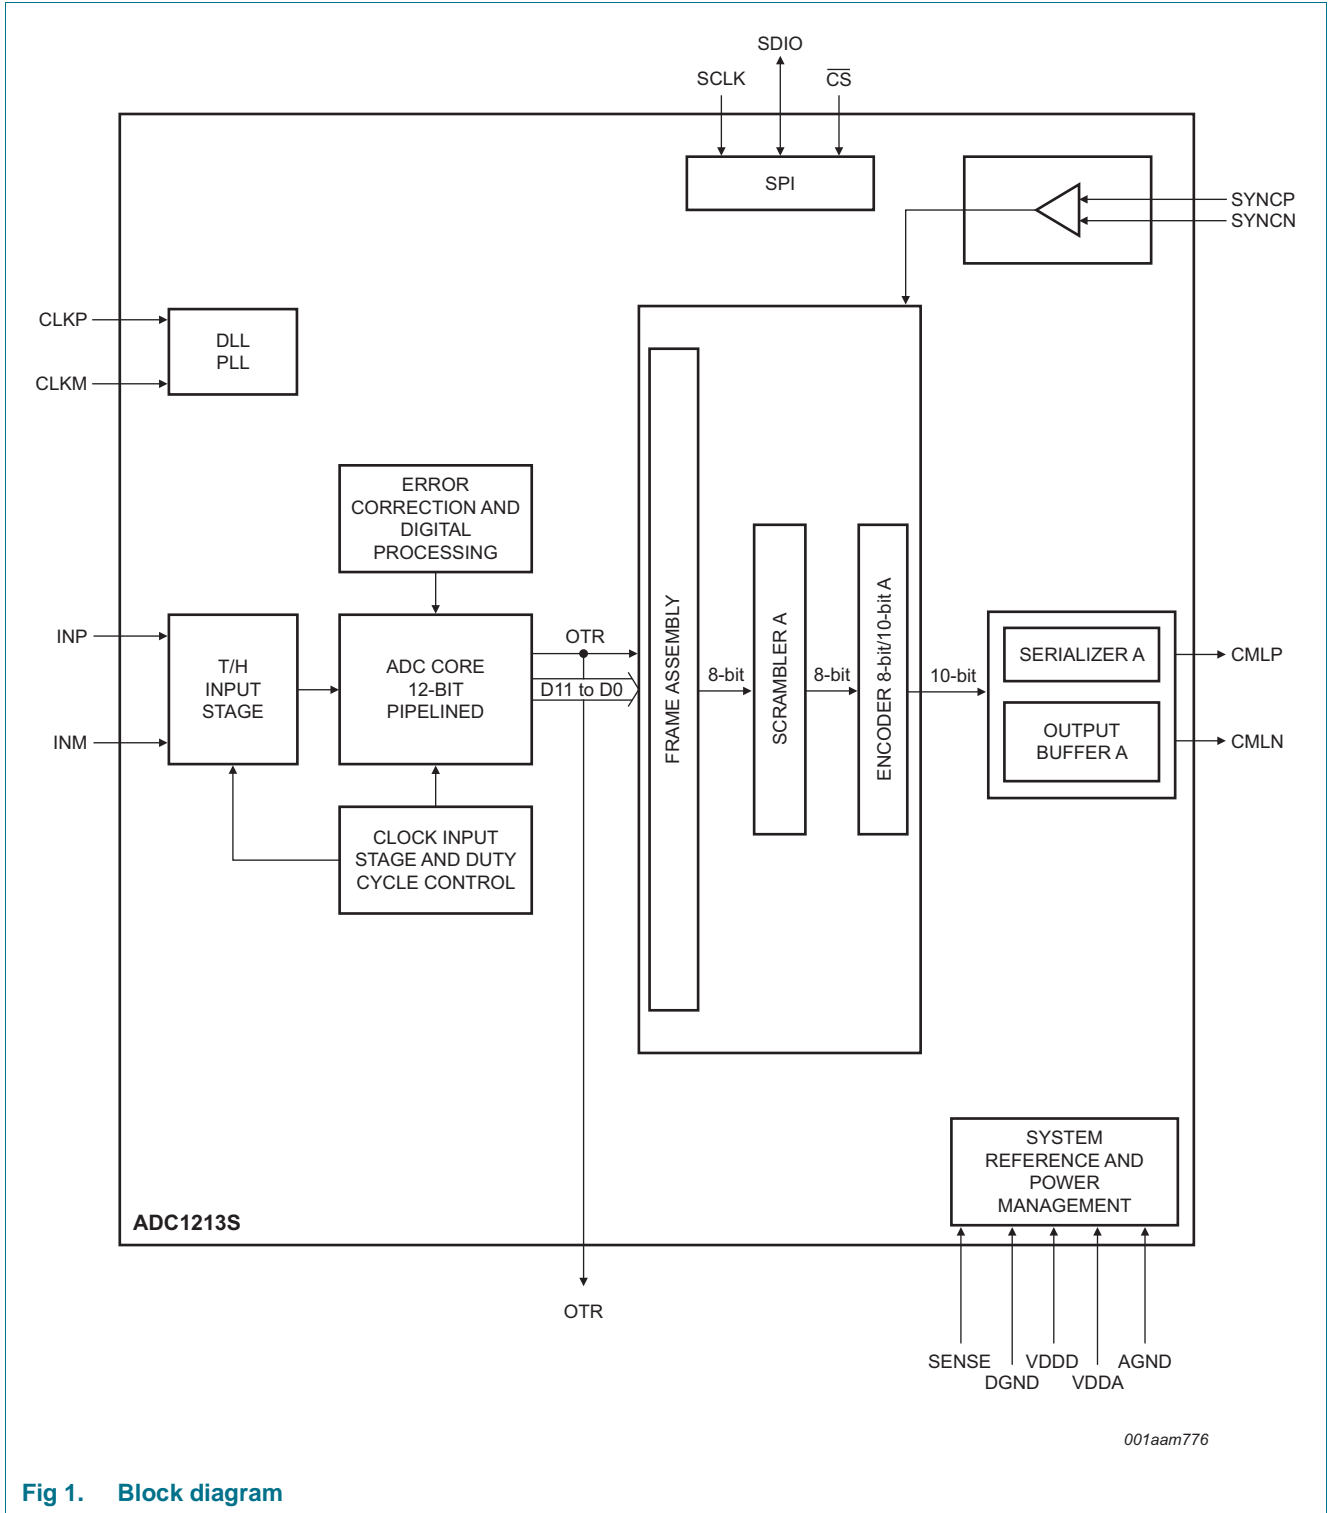 SDIO
SCLK
CS
SPI
SYNCP
SYNCN
CLKP
CLKM
DLL
PLL
ERROR
CORRECTION AND
DIGITAL
PROCESSING
INP
INM
T/H
INPUT
STAGE
ADC CORE
12-BIT
PIPELINED
OTR
D11 to D0
CLOCK INPUT
STAGE AND DUTY
CYCLE CONTROL
FRAME ASSEMBLY
8-bit
SCRAMBLER A
8-bit
ENCODER 8-bit/10-bit A
10-bit
SERIALIZER A
OUTPUT
BUFFER A
CMLP
CMLN
SYSTEM
REFERENCE AND
POWER
MANAGEMENT
ADC1213S
OTR
SENSE
DGND
VDDD
VDDA
AGND
001aam776
Fig 1. Block diagram